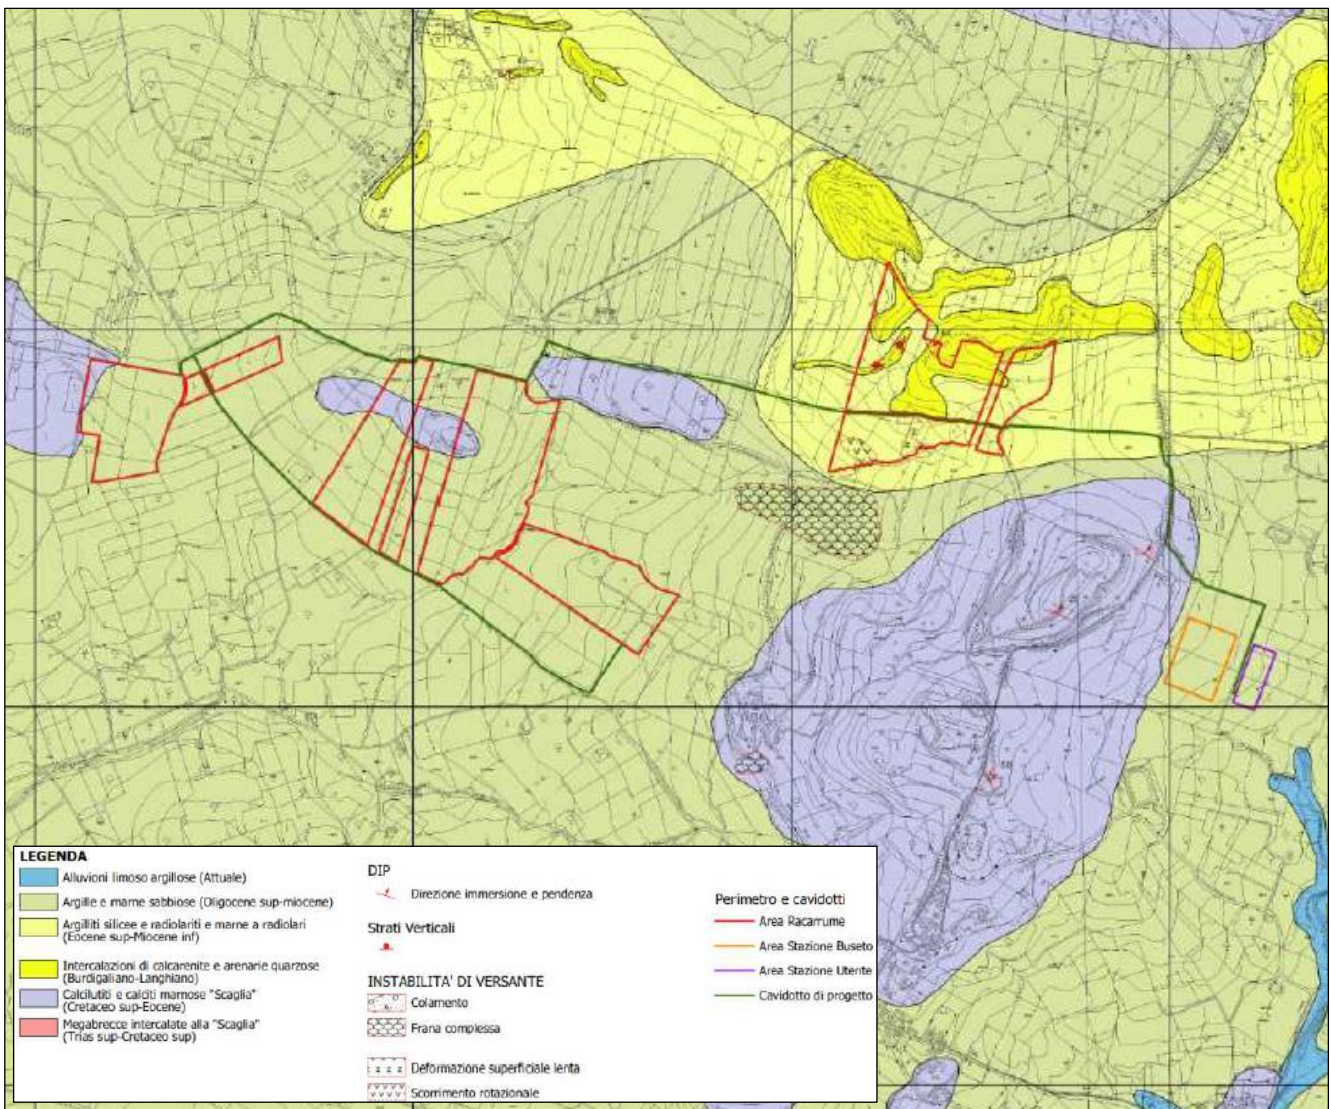 LEGENDA
Alluvioni limoso argillose (Attuale)
Argille e marne sabbiose (Oligocene sup-miocene)
Argilliti silicee e radiolariti e marne a radiolari
(Eocene sup-Miocene inf)
Intercalazioni di calcarenite e arenarie quarzose
(Burdigaliano-Langhiano)
Calcilutiti e calciti marnose "Scaglia"
(Cretaceo sup-Eocene)
Megabrecce intercalate alla "Scaglia"
(Trias sup-Cretaceo sup)
DIP
Direzione immersione e pendenza
Strati Verticali
INSTABILITA' DI VERSANTE
Colamento
Frana complessa
Deformazione superficiale lenta
Scorrimento rotazionale
Perimetro e cavidotti
Area Racarrume
Area Stazione Buseto
Area Stazione Utente
Cavidotto di progetto